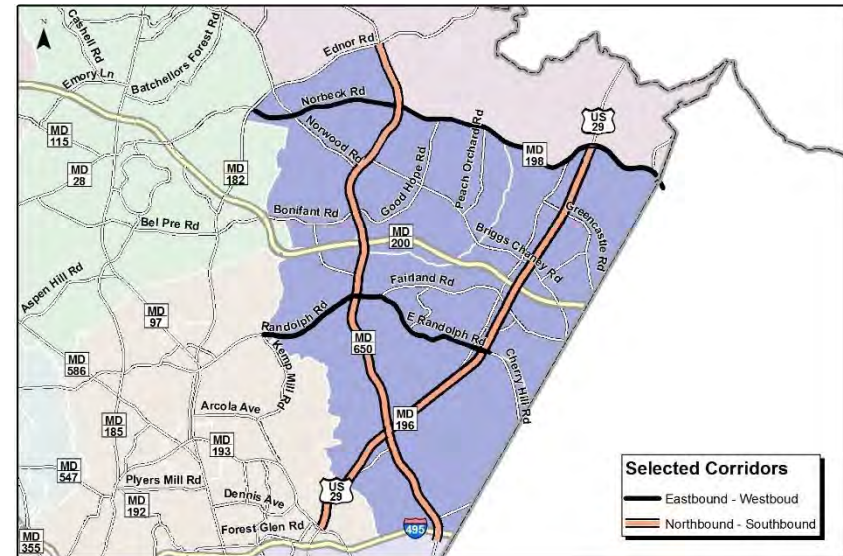 N
Cashell Rd
Batchellors Forest Rd
Ednor Rd
Emory Ln
Norbeck Rd
US
29
MD
115
Norwood Rd
Good Hope Rd
Peach Orchard Rd
MD
198
MD
28
MD
182
Bel Pre Rd
Bonifant Rd
MD
200
Briggs Chaney Rd
Greencastle Rd
Aspen Hill Rd
Fairland Rd
MD
97
Randolph Rd
E Randolph Rd
MD
650
MD
586
Kemp Mill Rd
Cherry Hill Rd
Arcola Ave
MD
196
MD
185
MD
193
MD
547
Plyers Mill Rd
US
29
MD
192
Dennis Ave
Forest Glen Rd
495
MD
355
Selected Corridors
Eastbound - Westboud
Northbound - Southbound